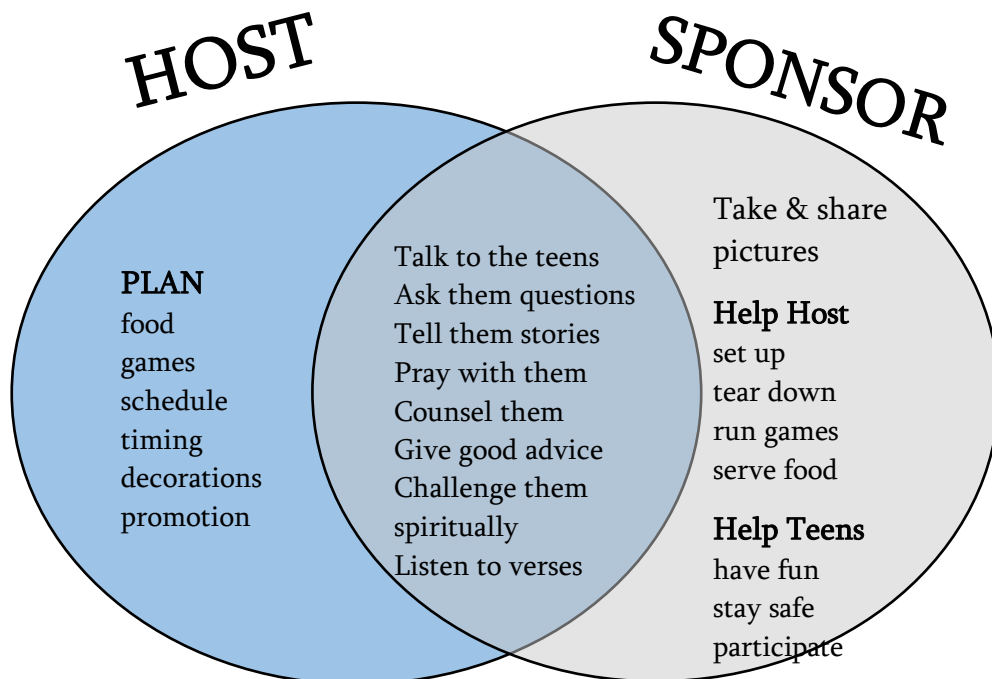 HOST
SPONSOR
PLAN
food
games
schedule
timing
decorations
promotion
Talk to the teens
Ask them questions
Tell them stories
Pray with them
Counsel them
Give good advice
Challenge them
spiritually
Listen to verses
Take & share
pictures
Help Host
set up
tear down
run games
serve food
Help Teens
have fun
stay safe
participate